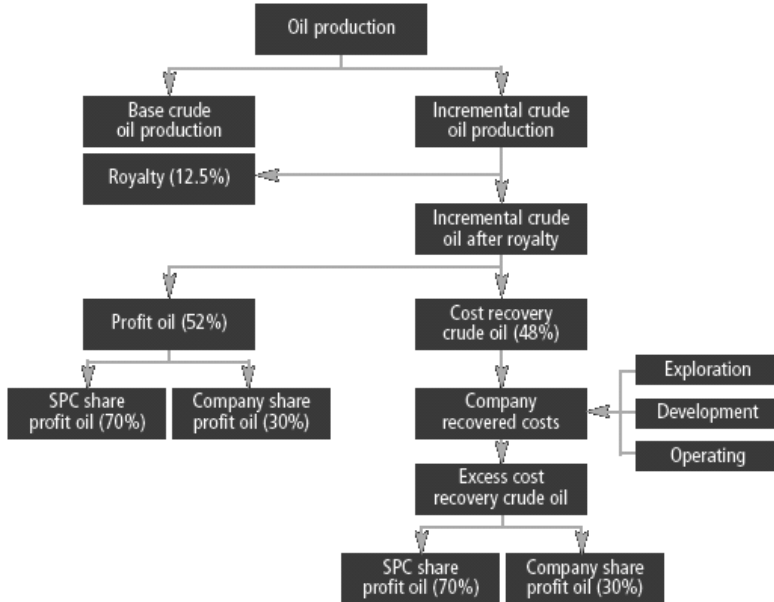 Oil production
Base crude
oil production
Incremental crude
oil production
Royalty (12.5%)
Incremental crude
oil after royalty
Profit oil (52%)
Cost recovery
crude oil (48%)
SPC share
profit oil (70%)
Company share
profit oil (30%)
Company
recovered costs
Exploration
Development
Operating
Excess cost
recovery crude oil
SPC share
profit oil (70%)
Company share
profit oil (30%)